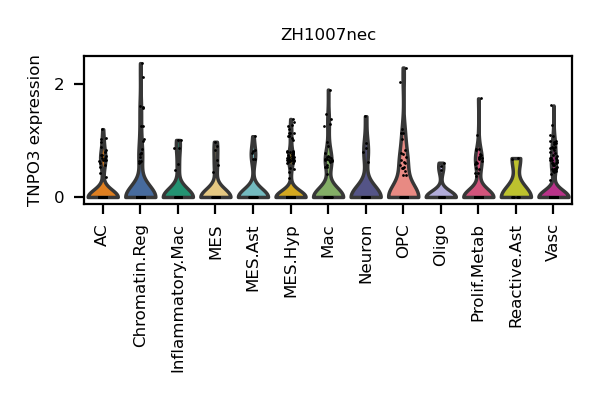 ZH1007nec
TNPO3 expression
2
0
AC
Chromatin.Reg
Inflammatory.Mac
MES
MES.Ast
MES.Hyp
Mac
Neuron
OPC
Oligo
Prolif.Metab
Reactive.Ast
Vasc